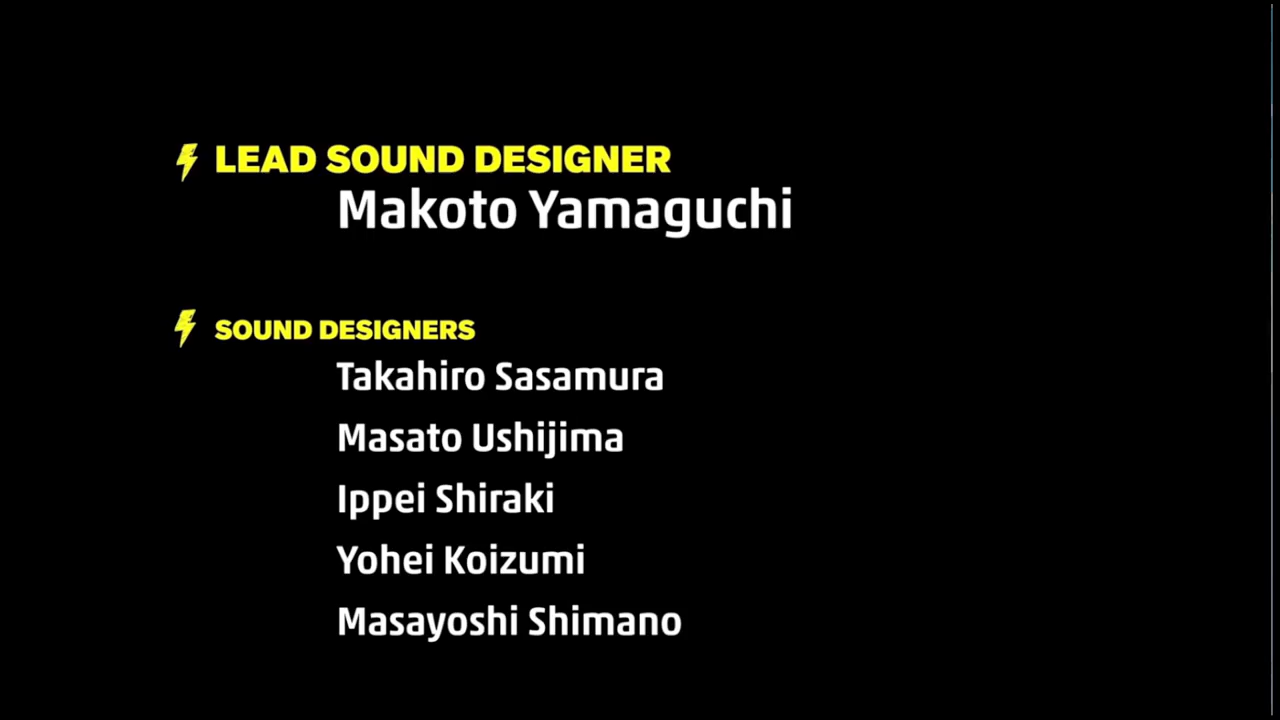 LEAD SOUND DESIGNER
Makoto Yamaguchi
SOUND DESIGNERS
Takahiro Sasamura
Masato Ushijima
Ippei Shiraki
Yohei Koizumi
Masayoshi Shimano